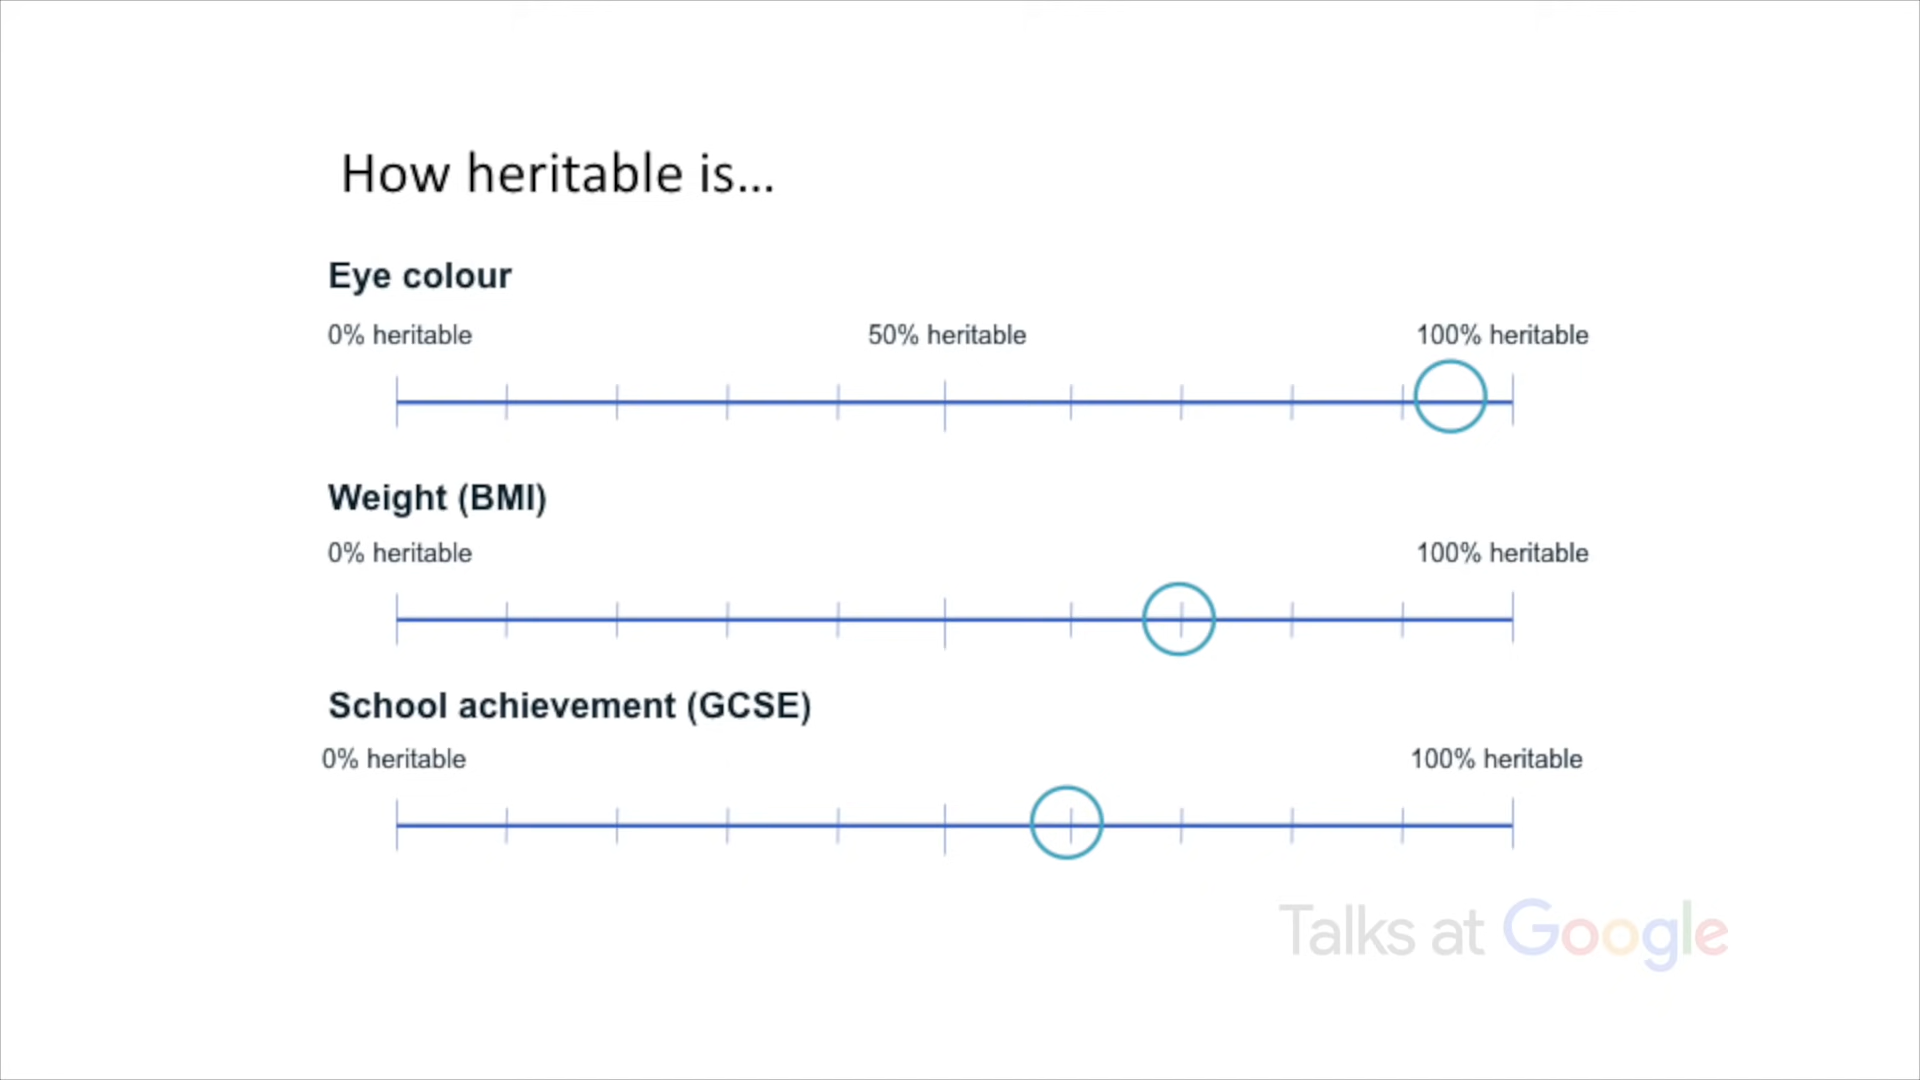 How heritable is...
Eye colour
0% heritable 50% heritable 100% heritable
Weight (BMI)
0% heritable 100% heritable
School achievement (GCSE)
0% heritable 100% heritable
Talks at Google